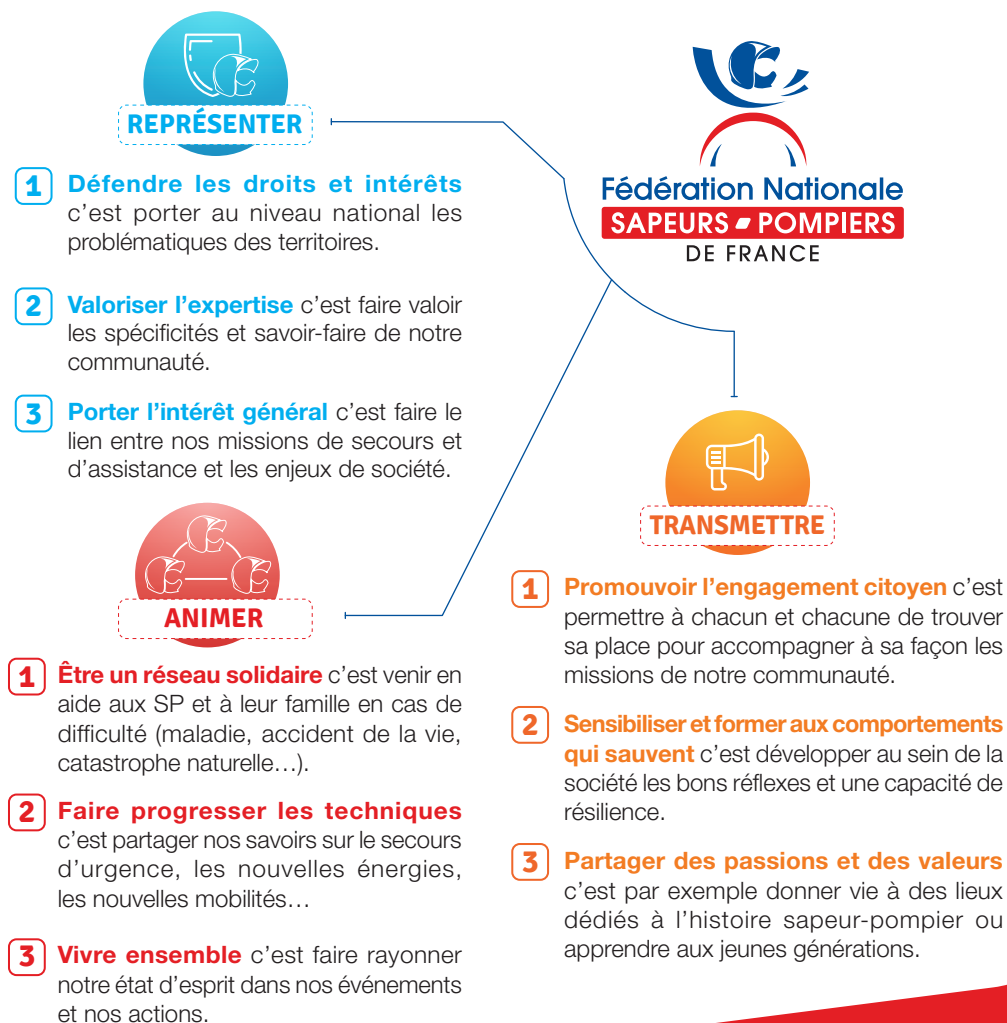 REPRÉSENTER
1 Défendre les droits et intérêts
c’est porter au niveau national les
problématiques des territoires.
2 Valoriser l’expertise c’est faire valoir
les spécificités et savoir-faire de notre
communauté.
3 Porter l’intérêt général c’est faire le
lien entre nos missions de secours et
d’assistance et les enjeux de société.
ANIMER
1 Être un réseau solidaire c’est venir en
aide aux SP et à leur famille en cas de
difficulté (maladie, accident de la vie,
catastrophe naturelle…).
2 Faire progresser les techniques
c’est partager nos savoirs sur le secours
d’urgence, les nouvelles énergies,
les nouvelles mobilités…
3 Vivre ensemble c’est faire rayonner
notre état d’esprit dans nos événements
et nos actions.
Fédération Nationale
SAPEURS - POMPIERS
DE FRANCE
TRANSMETTRE
1 Promouvoir l’engagement citoyen c’est
permettre à chacun et chacune de trouver
sa place pour accompagner à sa façon les
missions de notre communauté.
2 Sensibiliser et former aux comportements
qui sauvent c’est développer au sein de la
société les bons réflexes et une capacité de
résilience.
3 Partager des passions et des valeurs
c’est par exemple donner vie à des lieux
dédiés à l’histoire sapeur-pompier ou
apprendre aux jeunes générations.